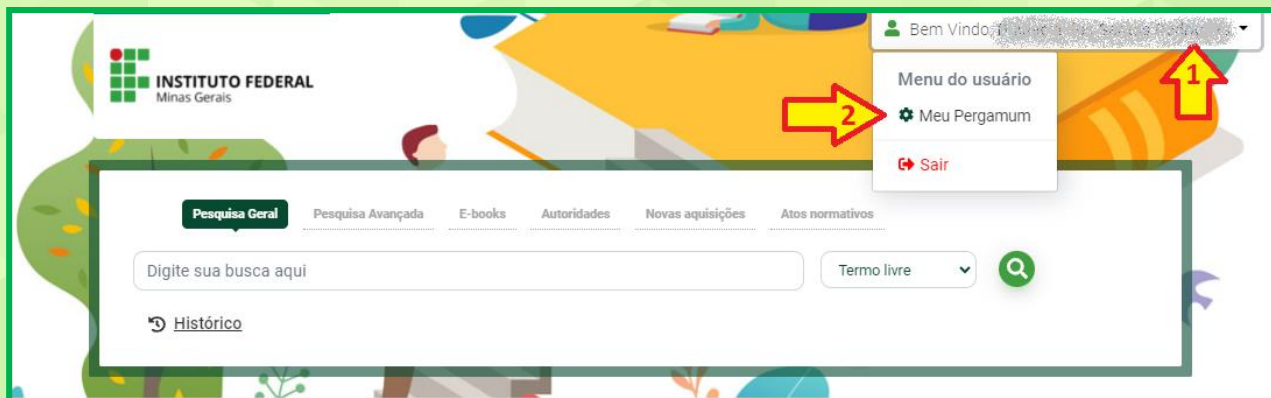 Bem Vindo,
INSTITUTO FEDERAL
Minas Gerais
Menu do usuário
1
2
Meu Pergamum
Sair
Pesquisa Geral Pesquisa Avançada E-books Autoridades Novas aquisições Atos normativos
Digite sua busca aqui Termo livre
Histórico